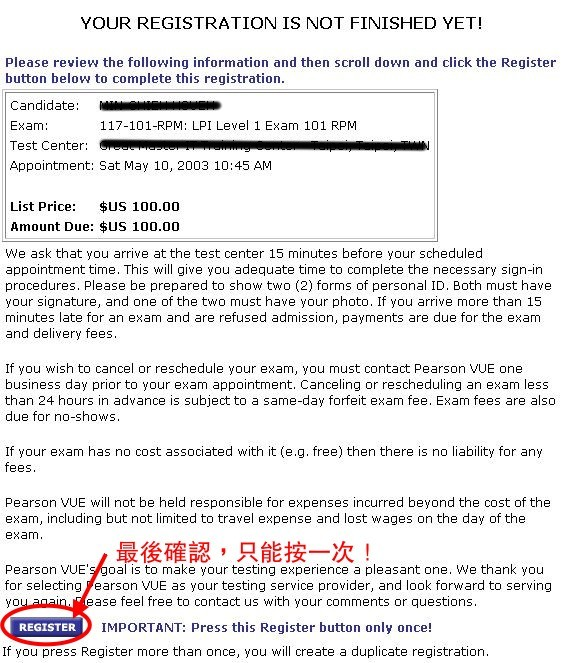 YOUR REGISTRATION IS NOT FINISHED YET!
Please review the following information and then scroll down and click the Register
button below to complete this registration.
Candidate:
Exam: 117-101-RPM: LPI Level 1 Exam 101 RPM
Test Center:
Appointment: Sat May 10, 2003 10:45 AM
List Price: $US 100.00
Amount Due: $US 100.00
We ask that you arrive at the test center 15 minutes before your scheduled
appointment time. This will give you adequate time to complete the necessary sign-in
procedures. Please be prepared to show two (2) forms of personal ID. Both must have
your signature, and one of the two must have your photo. If you arrive more than 15
minutes late for an exam and are refused admission, payments are due for the exam
and delivery fees.
If you wish to cancel or reschedule your exam, you must contact Pearson VUE one
business day prior to your exam appointment. Canceling or rescheduling an exam less
than 24 hours in advance is subject to a same-day forfeit exam fee. Exam fees are also
due for no-shows.
If your exam has no cost associated with it (e.g. free) then there is no liability for any
fees.
Pearson VUE will not be held responsible for expenses incurred beyond the cost of the
exam, including but not limited to travel expense and lost wages on the day of the
exam.
最後確認，只能按一次！
Pearson VUE's goal is to make your testing experience a pleasant one. We thank you
for selecting Pearson VUE as your testing service provider, and look forward to serving
you again. Please feel free to contact us with your comments or questions.
REGISTER IMPORTANT: Press this Register button only once!
If you press Register more than once, you will create a duplicate registration.